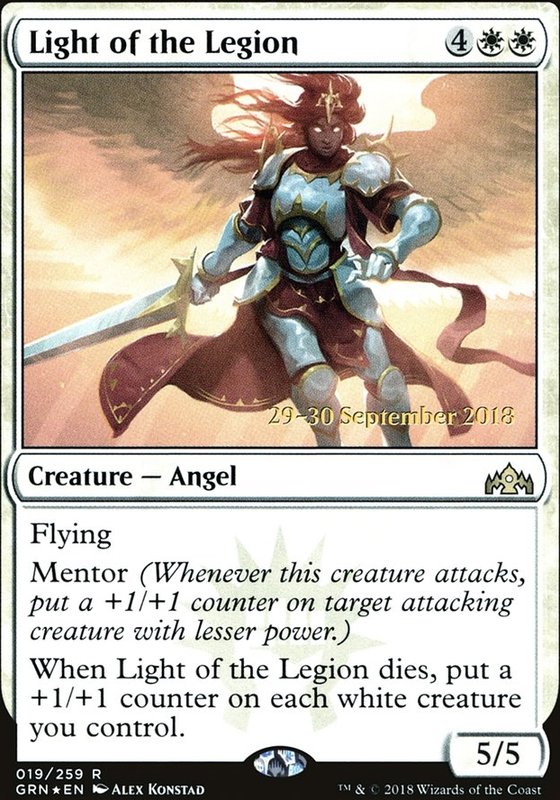 Light of the Legion 4
29–30 September 2018
Creature — Angel
Flying
Mentor (Whenever this creature attacks,
put a +1/+1 counter on target attacking
creature with lesser power.)
When Light of the Legion dies, put a
+1/+1 counter on each white creature
you control.
5/5
019/259 R
GRN★EN Alex Konstad
™ & © 2018 Wizards of the Coast